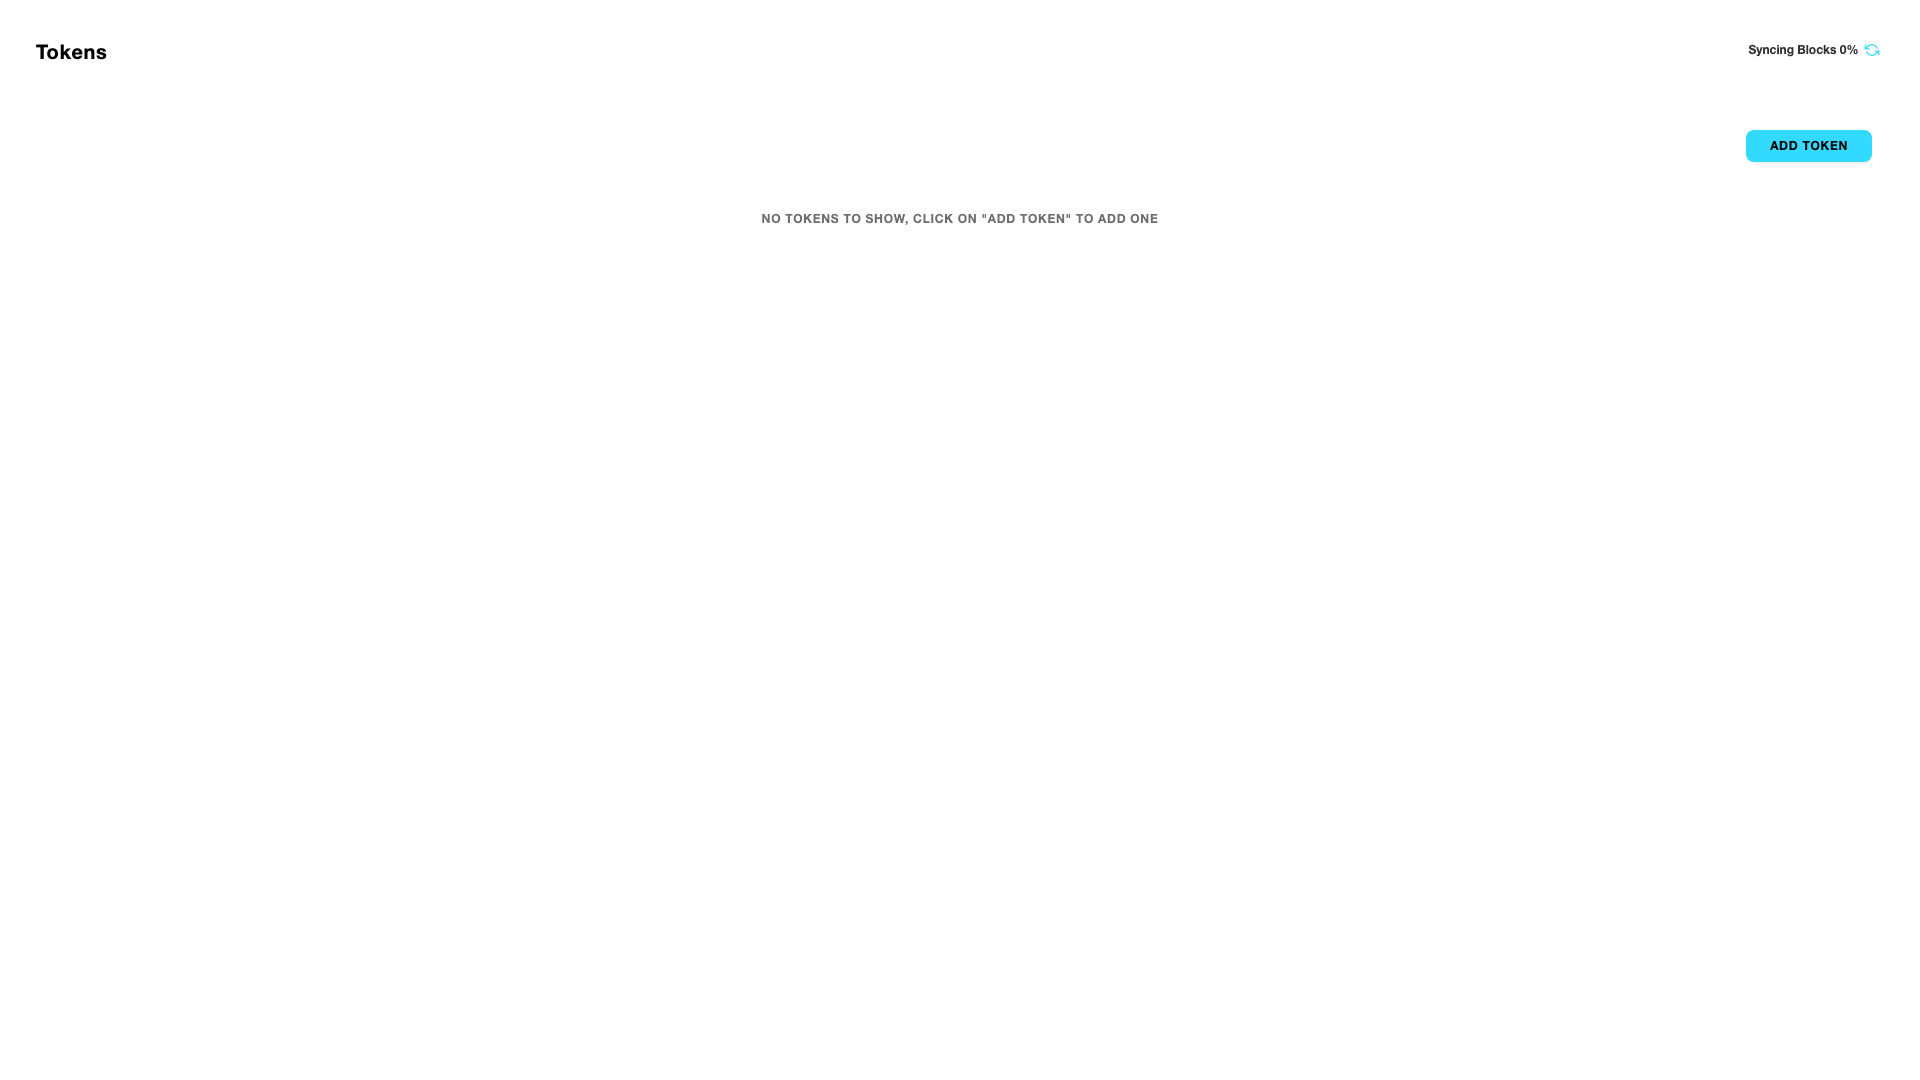 Tokens
Syncing Blocks 0%
ADD TOKEN
NO TOKENS TO SHOW, CLICK ON "ADD TOKEN" TO ADD ONE